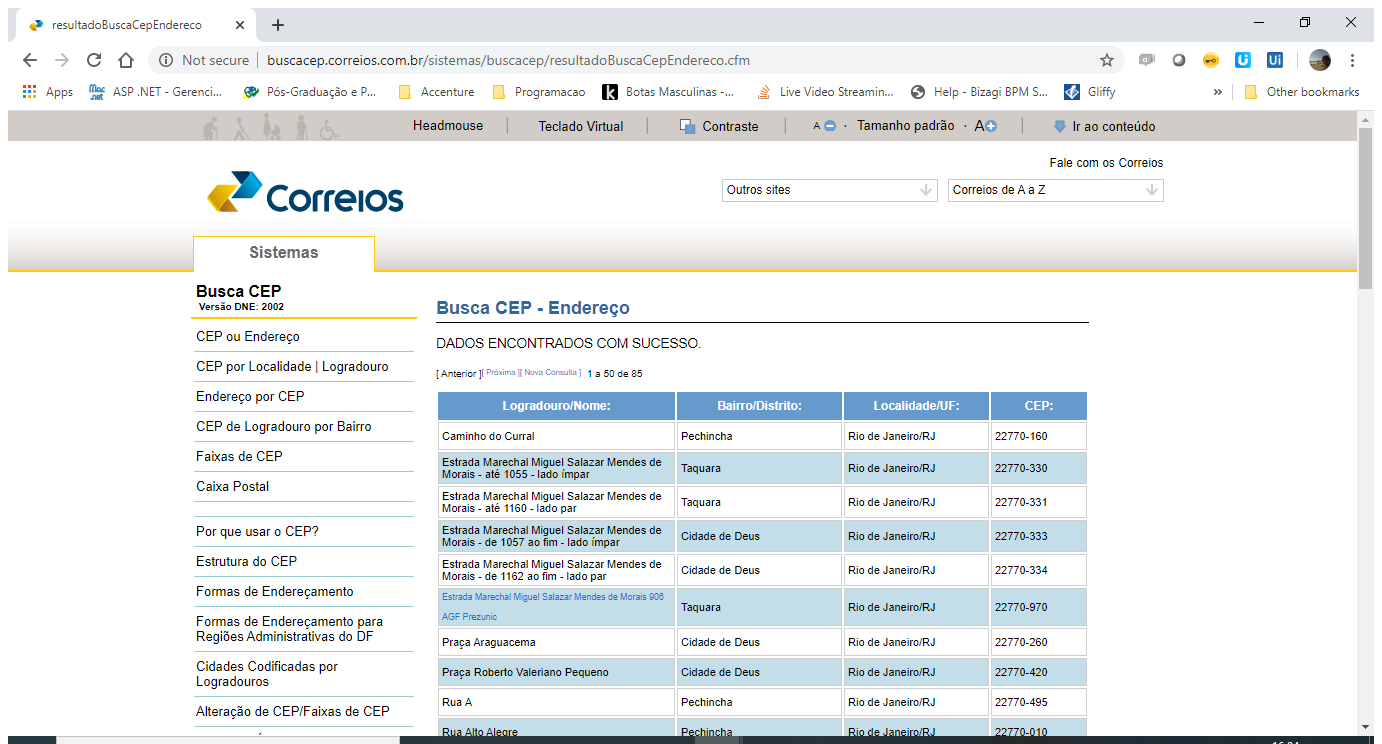 resultadoBuscaCepEndereco
Not secure
buscacep.correios.com.br/sistemas/buscacep/resultadoBuscaCepEndereco.cfm
Apps
ASP .NET - Gerenci...
Pós-Graduação e P...
Accenture
Programacao
Botas Masculinas -...
Live Video Streamin...
Help - Bizagi BPM S...
Gliffy
»
Other bookmarks
Headmouse
Teclado Virtual
Contraste
A · Tamanho padrão · A
Ir ao conteúdo
Fale com os Correios
Correios
Outros sites
Correios de A a Z
Sistemas
Busca CEP
Versão DNE: 2002
CEP ou Endereço
CEP por Localidade | Logradouro
Endereço por CEP
CEP de Logradouro por Bairro
Faixas de CEP
Caixa Postal
Por que usar o CEP?
Estrutura do CEP
Formas de Endereçamento
Formas de Endereçamento para
Regiões Administrativas do DF
Cidades Codificadas por
Logradouros
Alteração de CEP/Faixas de CEP
Busca CEP - Endereço
DADOS ENCONTRADOS COM SUCESSO.
[ Anterior ][ Próxima ][ Nova Consulta ] 1 a 50 de 85
Logradouro/Nome: Bairro/Distrito: Localidade/UF: CEP:
Caminho do Curral Pechincha Rio de Janeiro/RJ 22770-160
Estrada Marechal Miguel Salazar Mendes de
Morais - até 1055 - lado ímpar Taquara Rio de Janeiro/RJ 22770-330
Estrada Marechal Miguel Salazar Mendes de
Morais - até 1160 - lado par Taquara Rio de Janeiro/RJ 22770-331
Estrada Marechal Miguel Salazar Mendes de
Morais - de 1057 ao fim - lado ímpar Cidade de Deus Rio de Janeiro/RJ 22770-333
Estrada Marechal Miguel Salazar Mendes de
Morais - de 1162 ao fim - lado par Cidade de Deus Rio de Janeiro/RJ 22770-334
Estrada Marechal Miguel Salazar Mendes de Morais 906
AGF Prezunic Taquara Rio de Janeiro/RJ 22770-970
Praça Araguacema Cidade de Deus Rio de Janeiro/RJ 22770-260
Praça Roberto Valeriano Pequeno Cidade de Deus Rio de Janeiro/RJ 22770-420
Rua A Pechincha Rio de Janeiro/RJ 22770-495
Rua Alto Alegre Pechincha Rio de Janeiro/RJ 22770-010